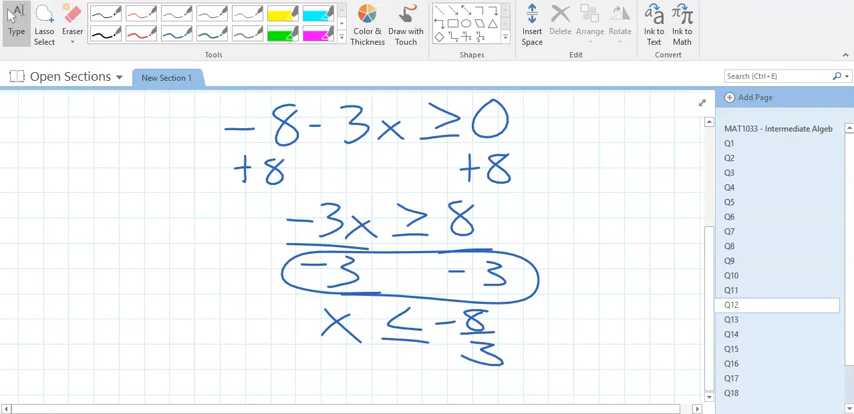 Type
Lasso Select
Eraser
Color & Thickness
Draw with Touch
Insert Space
Delete
Arrange
Rotate
Ink to Text
Ink to Math
Tools
Shapes
Edit
Convert
Open Sections
New Section 1
Search (Ctrl+E)
Add Page
MAT1033 - Intermediate Algeb
Q1
Q2
Q3
Q4
Q5
Q6
Q7
Q8
Q9
Q10
Q11
Q12
Q13
Q14
Q15
Q16
Q17
Q18
- 8 - 3x ≥ 0
+8 +8
-3x ≥ 8
-3 -3
x ≤ -8/3